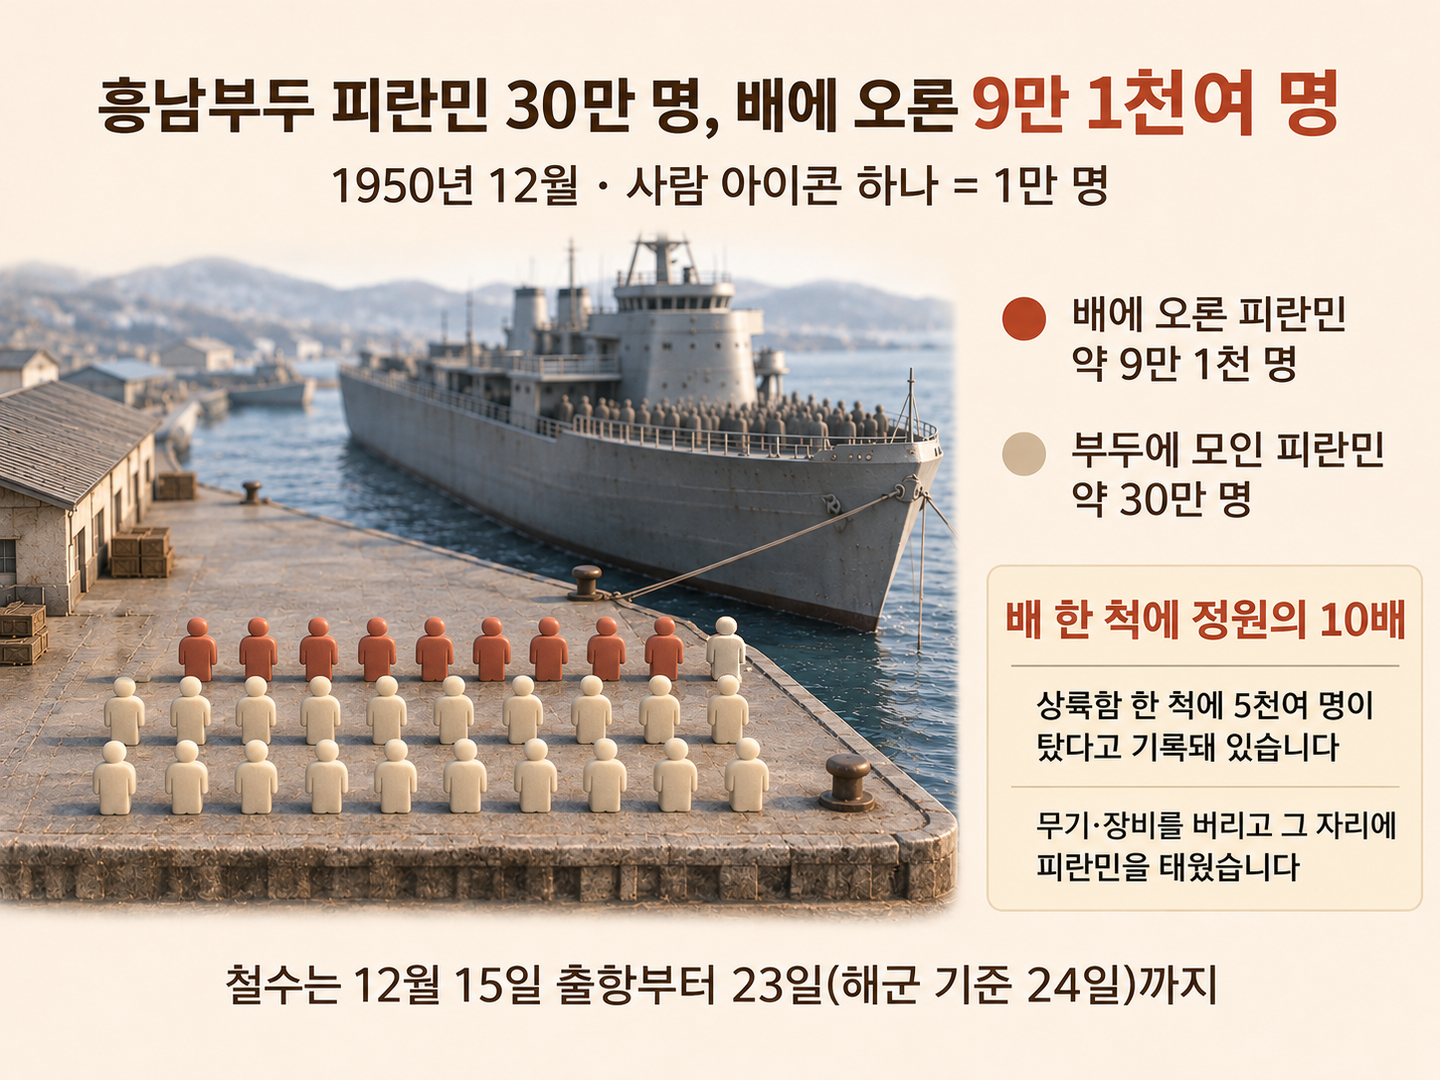 흥남부두 피란민 30만 명, 배에 오른 9만 1천여 명
1950년 12월 · 사람 아이콘 하나 = 1만 명
배에 오른 피란민
약 9만 1천 명
부두에 모인 피란민
약 30만 명
배 한 척에 정원의 10배
상륙함 한 척에 5천여 명이
탔다고 기록돼 있습니다
무기·장비를 버리고 그 자리에
피란민을 태웠습니다
철수는 12월 15일 출항부터 23일(해군 기준 24일)까지